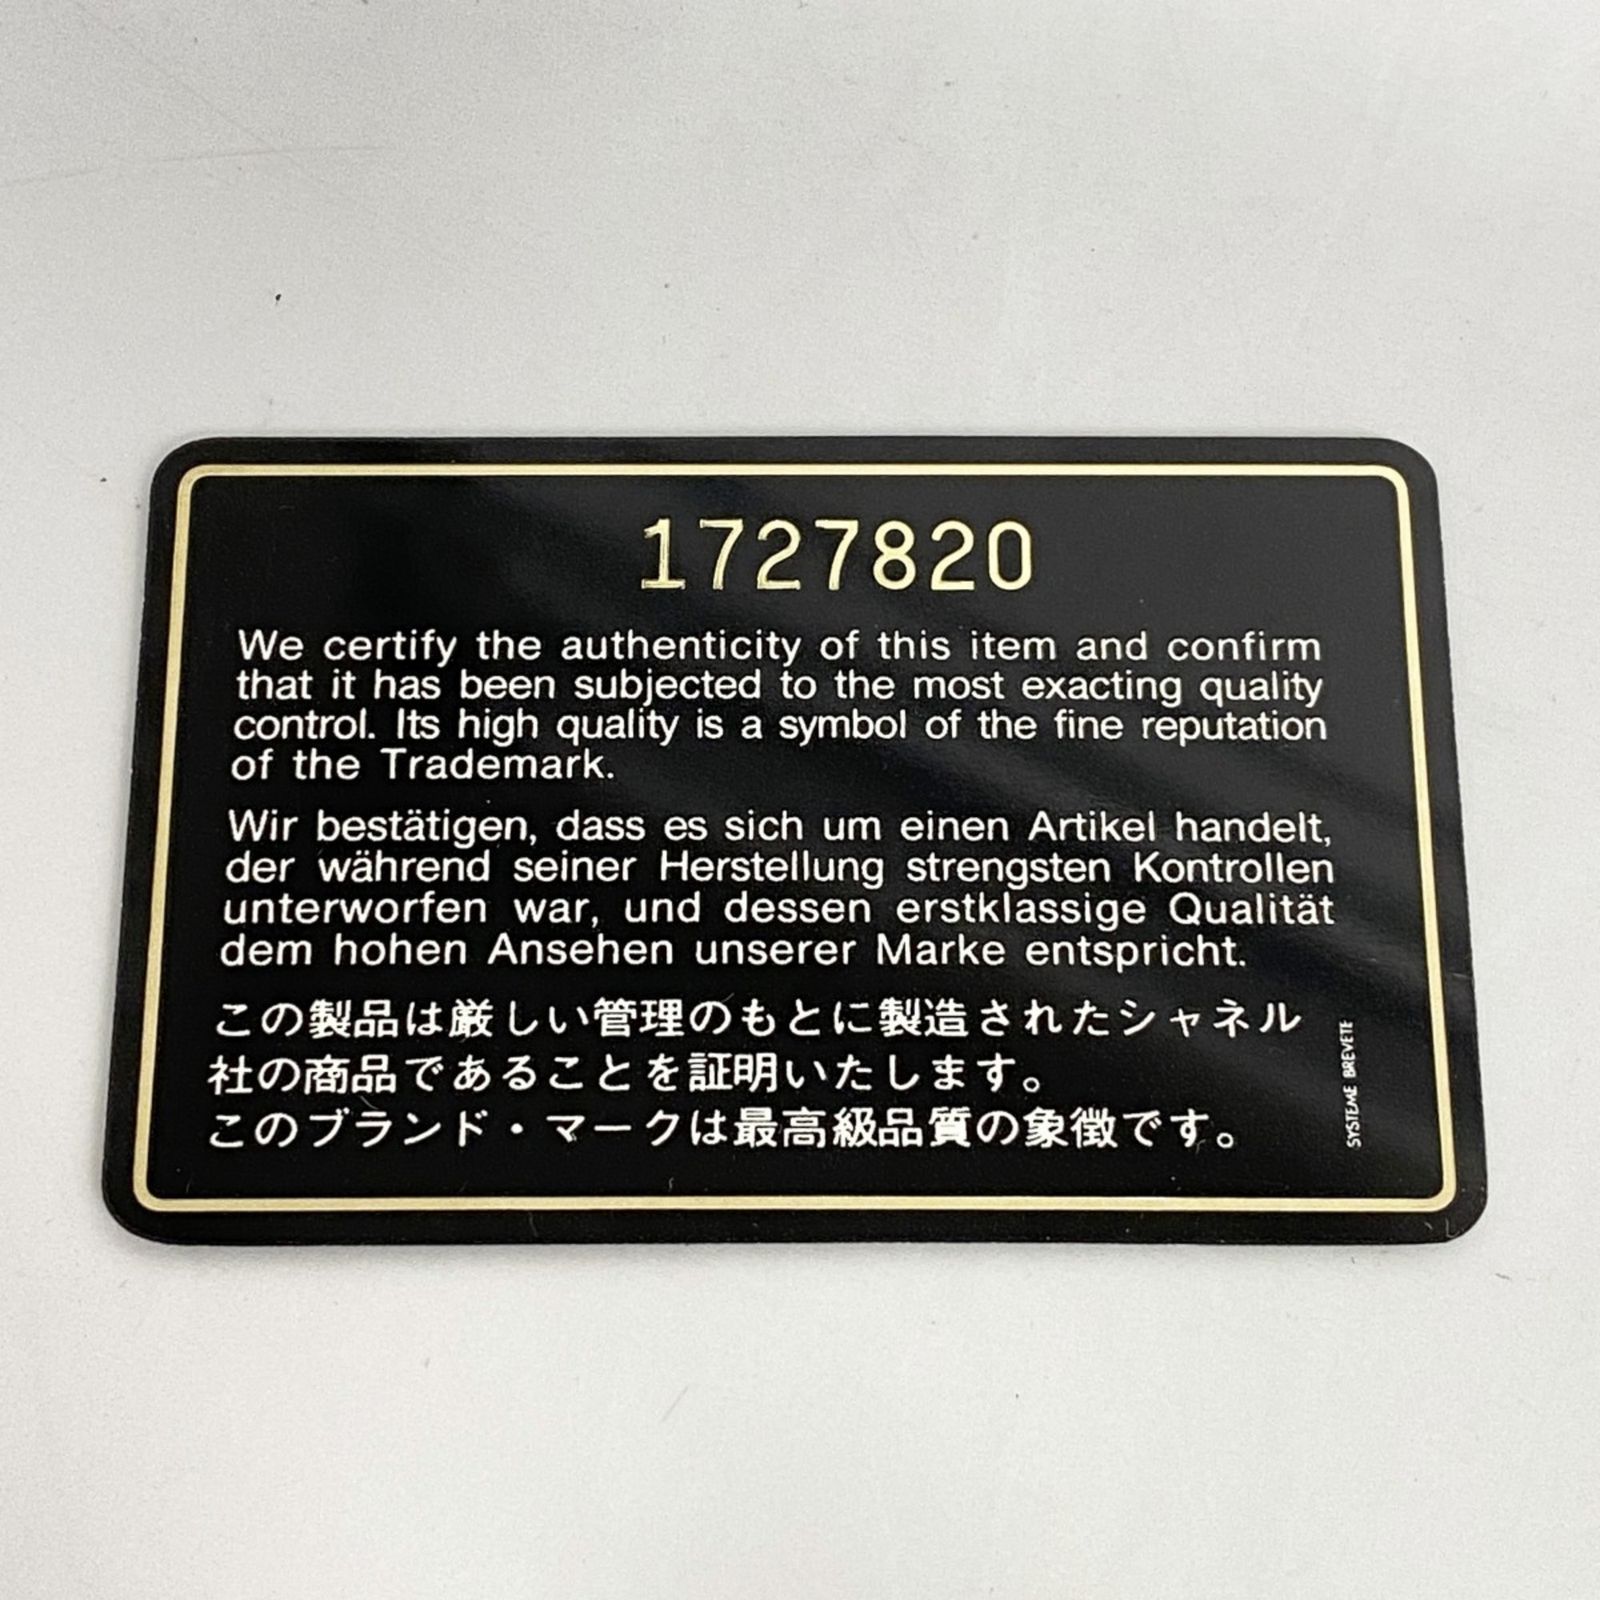 1727820
We certify the authenticity of this item and confirm
that it has been subjected to the most exacting quality
control. Its high quality is a symbol of the fine reputation
of the Trademark.
Wir bestätigen, dass es sich um einen Artikel handelt,
der während seiner Herstellung strengsten Kontrollen
unterworfen war, und dessen erstklassige Qualität
dem hohen Ansehen unserer Marke entspricht.
この製品は厳しい管理のもとに製造されたシャネル
社の商品であることを証明いたします。
このブランド・マークは最高級品質の象徴です。
SYSTEME BREVETE